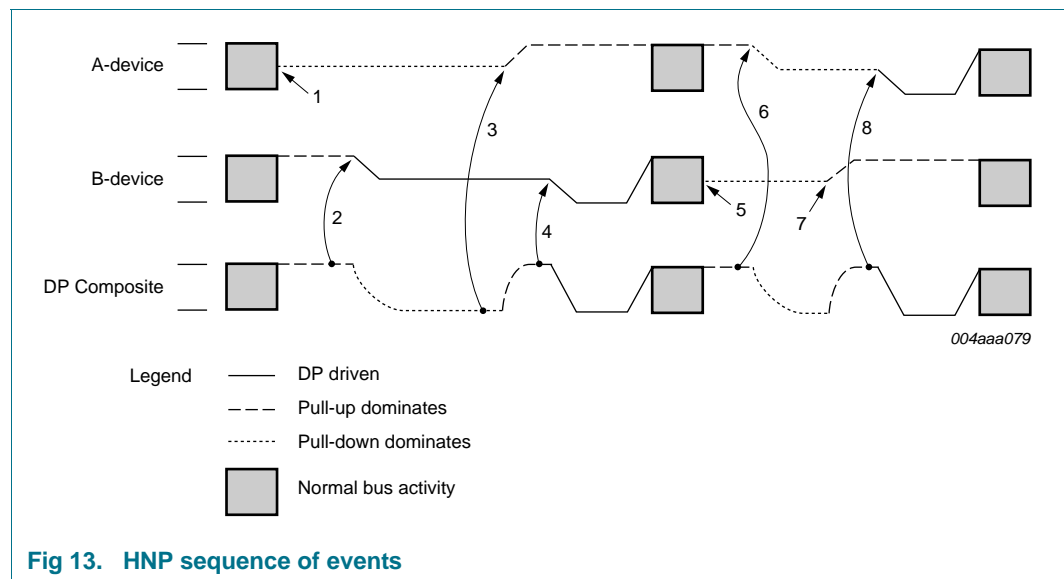 A-device
1
3
6
8
B-device
2
4
5
7
DP Composite
004aaa079
Legend
DP driven
Pull-up dominates
Pull-down dominates
Normal bus activity
Fig 13. HNP sequence of events